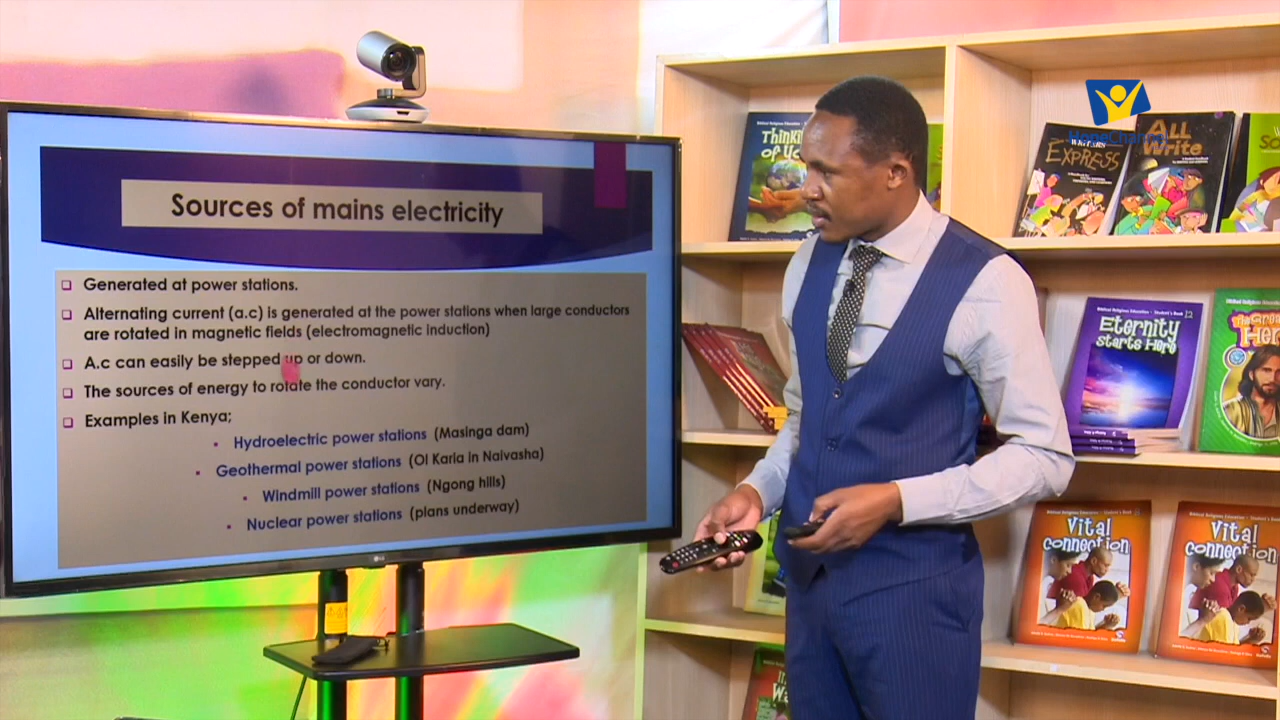 Sources of mains electricity
Generated at power stations.
Alternating current (a.c) is generated at the power stations when large conductors
are rotated in magnetic fields (electromagnetic induction)
A.c can easily be stepped up or down.
The sources of energy to rotate the conductor vary.
Examples in Kenya;
Hydroelectric power stations (Masinga dam)
Geothermal power stations (Ol Karia in Naivasha)
Windmill power stations (Ngong hills)
Nuclear power stations (plans underway)
LG
HopeChannel
WRITERS
EXPRESS
ALL
Write
Eternity
starts Here
Vital
Connection
Vital
Connection